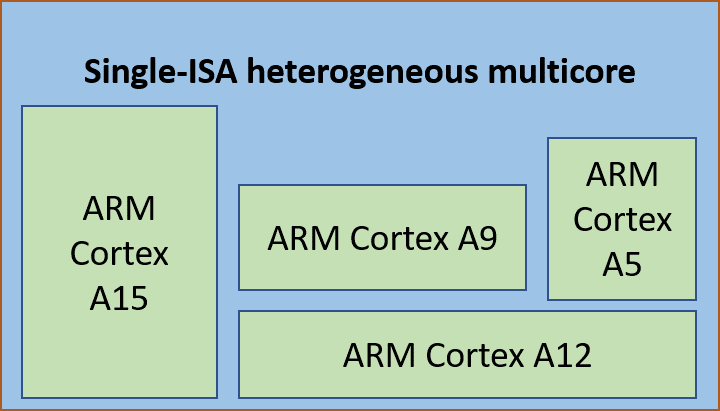 Single-ISA heterogeneous multicore
ARM
Cortex
A15
ARM Cortex A9
ARM
Cortex
A5
ARM Cortex A12